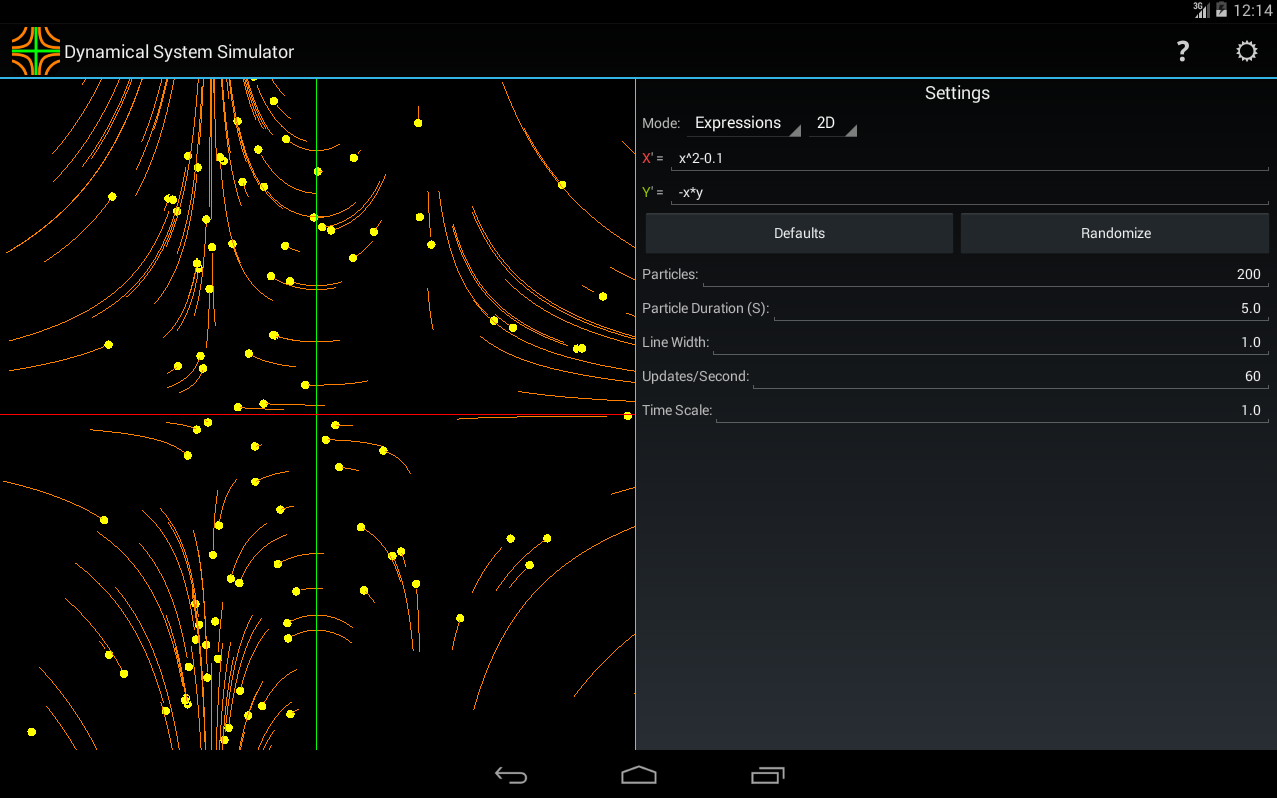 3G 12:14
Dynamical System Simulator ?
Settings
Mode: Expressions 2D
X' = x^2-0.1
Y' = -x*y
Defaults Randomize
Particles: 200
Particle Duration (S): 5.0
Line Width: 1.0
Updates/Second: 60
Time Scale: 1.0